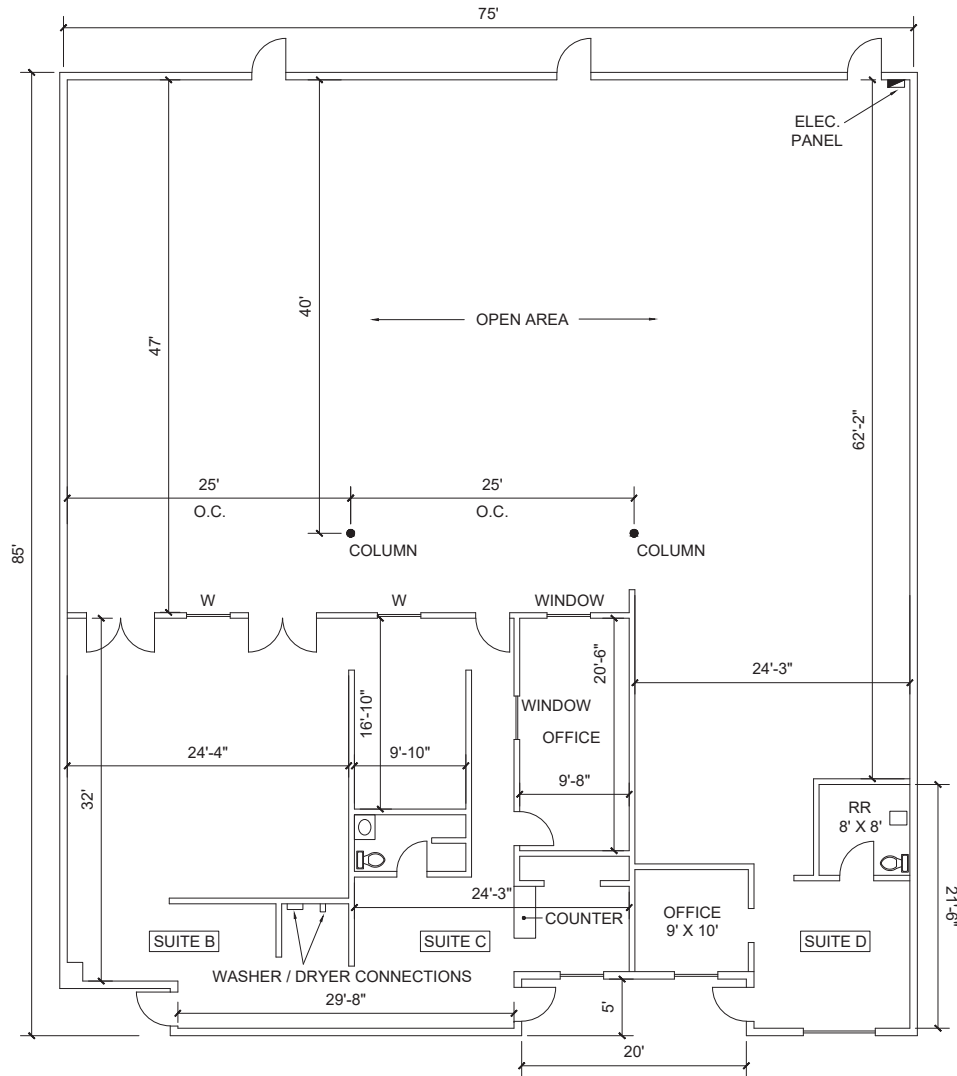 75'
ELEC.
PANEL
47'
40'
OPEN AREA
62'-2"
85'
25'
O.C.
25'
O.C.
COLUMN
COLUMN
W
W
WINDOW
24'-3"
20'-6"
16'-10"
WINDOW
OFFICE
24'-4"
9'-10"
9'-8"
32'
RR
8' X 8'
24'-3"
COUNTER
OFFICE
9' X 10'
21'-6"
SUITE B
SUITE C
SUITE D
WASHER / DRYER CONNECTIONS
29'-8"
5'
20'